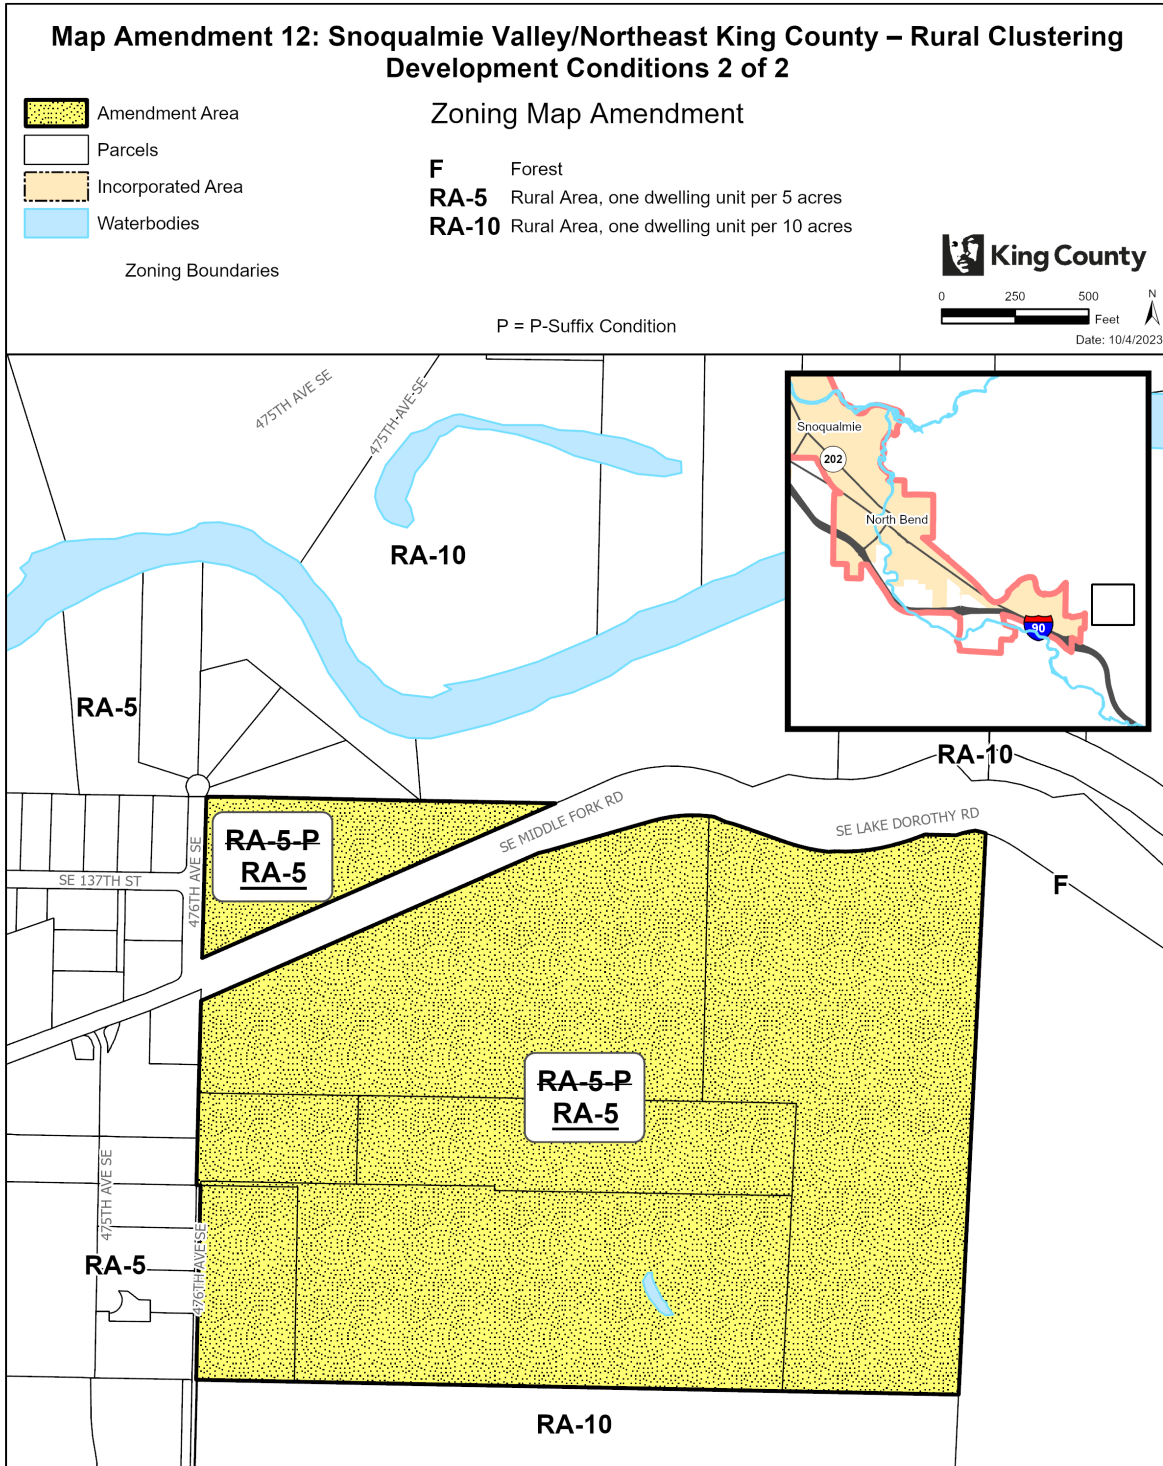 Map Amendment 12: Snoqualmie Valley/Northeast King County – Rural Clustering
Development Conditions 2 of 2
Amendment Area
Parcels
Incorporated Area
Waterbodies
Zoning Boundaries
Zoning Map Amendment
F Forest
RA-5 Rural Area, one dwelling unit per 5 acres
RA-10 Rural Area, one dwelling unit per 10 acres
P = P-Suffix Condition
King County
0 250 500
Feet
N
Date: 10/4/2023
475TH AVE SE
475TH AVE SE
RA-10
Snoqualmie
202
North Bend
90
RA-5
RA-10
SE MIDDLE FORK RD
SE LAKE DOROTHY RD
RA-5-P
RA-5
476TH AVE SE
SE 137TH ST
F
RA-5-P
RA-5
475TH AVE SE
476TH AVE SE
RA-5
RA-10